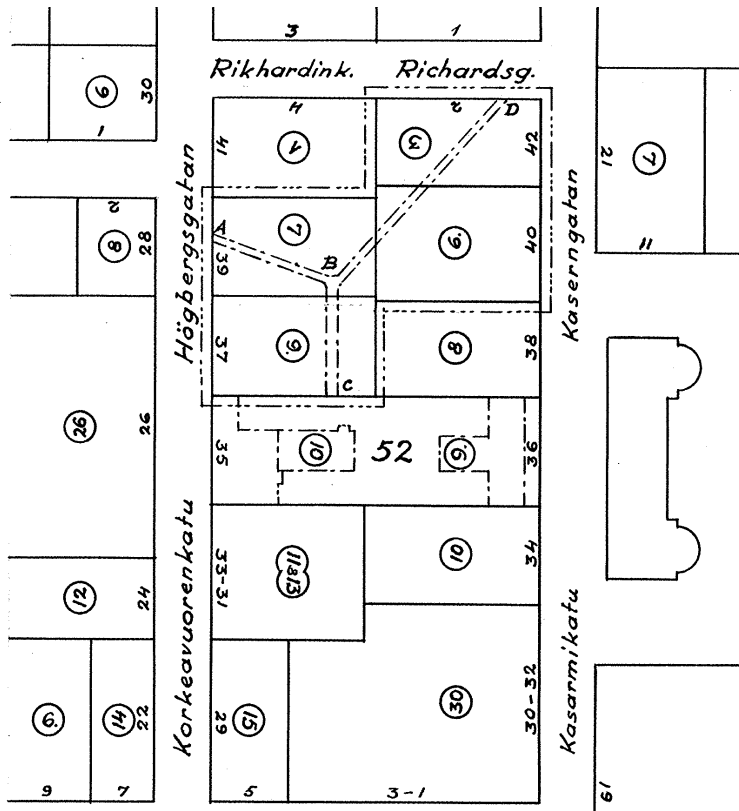 3 1
Rikhardink. Richardsg.
6 30
1
4 2 D
41 1 3 42
Högbergsgatan
Kaserngatan
21 7
11
2
8 28
A 39 7 B 6. 40
37 9. C 8 38
26 26
35 10 52 6. 36
Korkeavuorenkatu
Kasarmikatu
33-31 11&13 10 34
12 24
6. 14 22
29 15 30 30-32
9 7 5 3-1 19